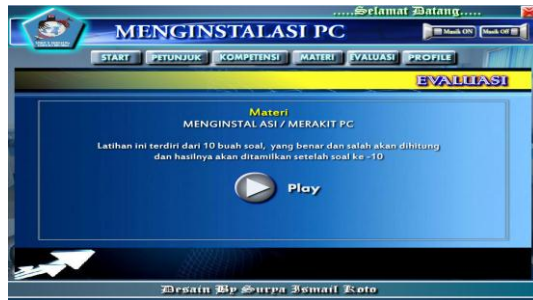 .....Selamat Datang.....
MENGINSTALASI PC
Musik ON Musik Off
START PETUNJUK KOMPETENSI MATERI EVALUASI PROFILE
EVALUASI
Materi
MENGINSTALASI / MERAKIT PC
Latihan ini terdiri dari 10 buah soal, yang benar dan salah akan dihitung
dan hasilnya akan ditamilkan setelah soal ke -10
Play
Desain By Surya Ismail Koto